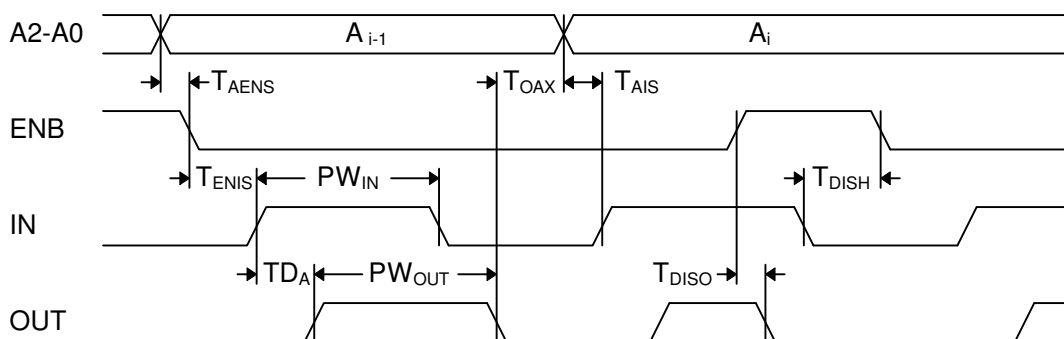 A2-A0 A i-1 Ai
TAENS TOAX TAIS
ENB
TENIS PWIN TDISH
IN
TDA PWOUT TDISO
OUT